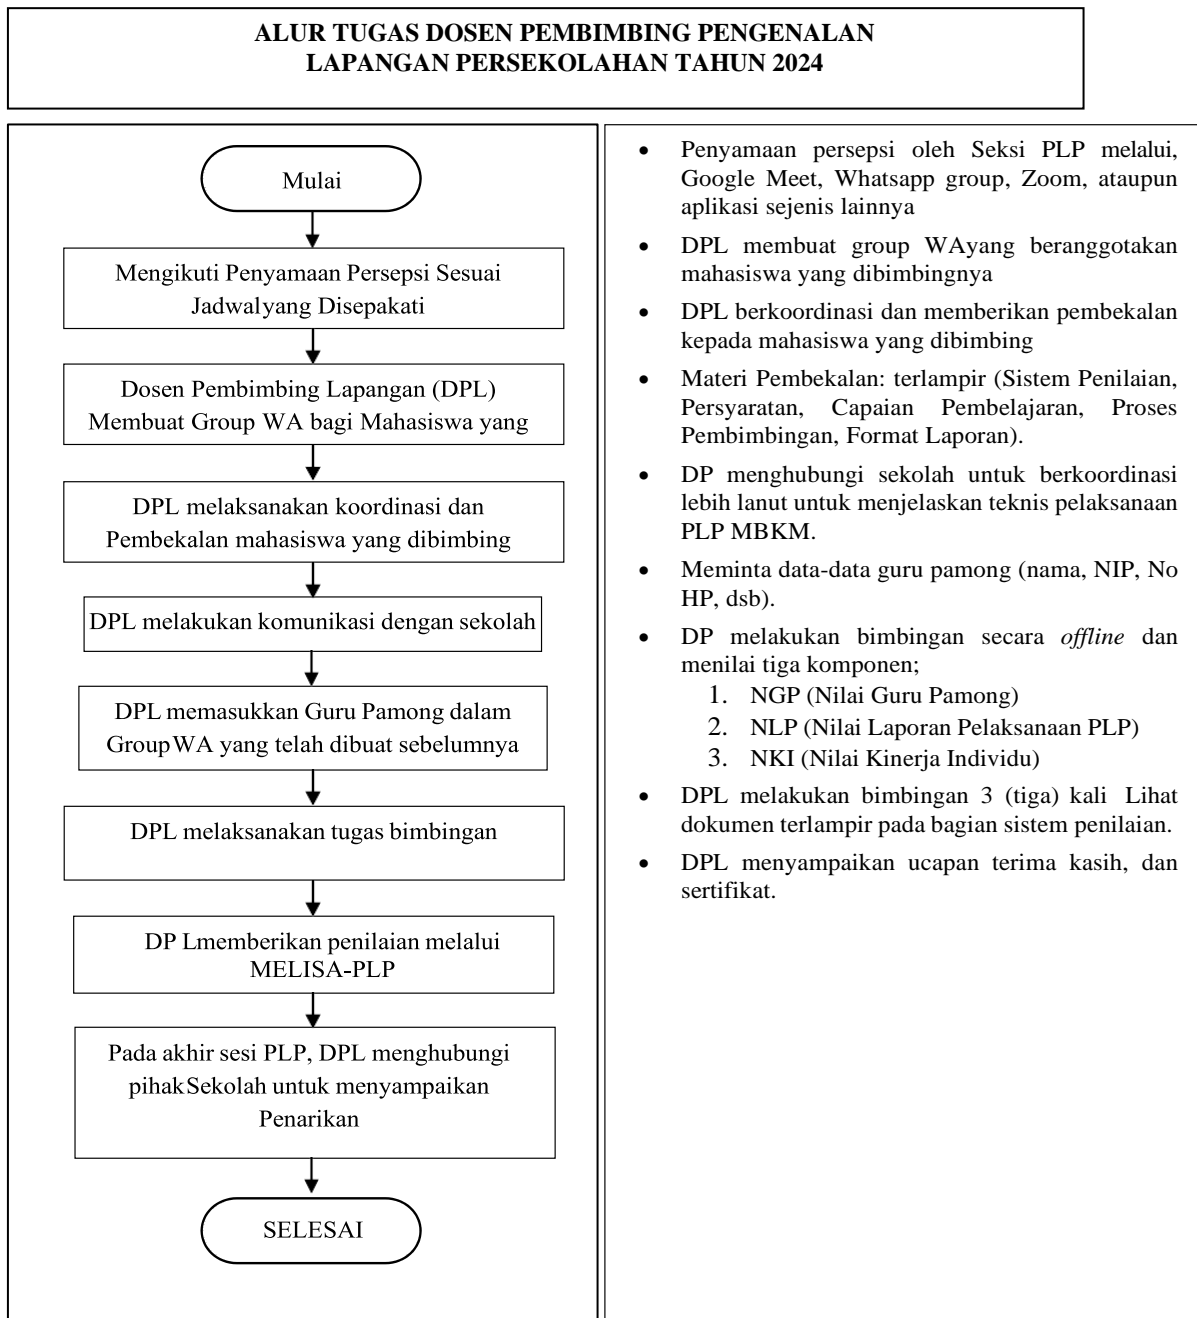 ALUR TUGAS DOSEN PEMBIMBING PENGENALAN
LAPANGAN PERSEKOLAHAN TAHUN 2024
Mulai
Mengikuti Penyamaan Persepsi Sesuai
Jadwalyang Disepakati
Dosen Pembimbing Lapangan (DPL)
Membuat Group WA bagi Mahasiswa yang
DPL melaksanakan koordinasi dan
Pembekalan mahasiswa yang dibimbing
DPL melakukan komunikasi dengan sekolah
DPL memasukkan Guru Pamong dalam
GroupWA yang telah dibuat sebelumnya
DPL melaksanakan tugas bimbingan
DP Lmemberikan penilaian melalui
MELISA-PLP
Pada akhir sesi PLP, DPL menghubungi
pihakSekolah untuk menyampaikan
Penarikan
SELESAI
• Penyamaan persepsi oleh Seksi PLP melalui,
Google Meet, Whatsapp group, Zoom, ataupun
aplikasi sejenis lainnya
• DPL membuat group WAyang beranggotakan
mahasiswa yang dibimbingnya
• DPL berkoordinasi dan memberikan pembekalan
kepada mahasiswa yang dibimbing
• Materi Pembekalan: terlampir (Sistem Penilaian,
Persyaratan, Capaian Pembelajaran, Proses
Pembimbingan, Format Laporan).
• DP menghubungi sekolah untuk berkoordinasi
lebih lanut untuk menjelaskan teknis pelaksanaan
PLP MBKM.
• Meminta data-data guru pamong (nama, NIP, No
HP, dsb).
• DP melakukan bimbingan secara offline dan
menilai tiga komponen;
1. NGP (Nilai Guru Pamong)
2. NLP (Nilai Laporan Pelaksanaan PLP)
3. NKI (Nilai Kinerja Individu)
• DPL melakukan bimbingan 3 (tiga) kali Lihat
dokumen terlampir pada bagian sistem penilaian.
• DPL menyampaikan ucapan terima kasih, dan
sertifikat.